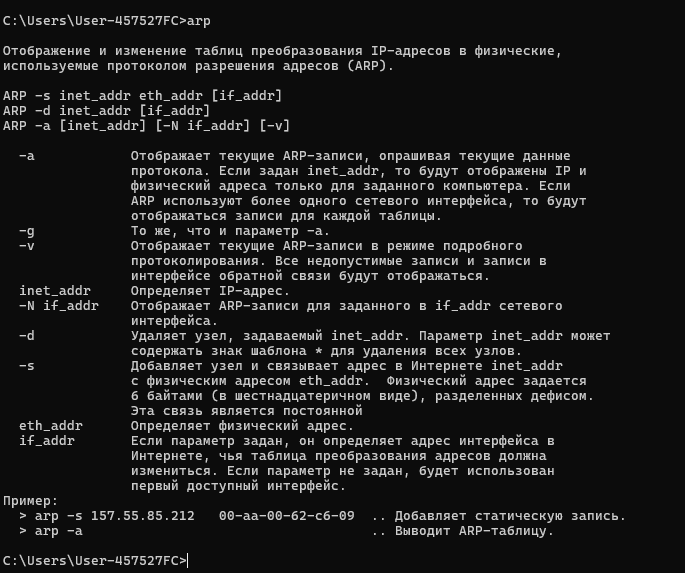 C:\Users\User-457527FC>arp
Отображение и изменение таблиц преобразования IP-адресов в физические,
используемые протоколом разрешения адресов (ARP).
ARP -s inet_addr eth_addr [if_addr]
ARP -d inet_addr [if_addr]
ARP -a [inet_addr] [-N if_addr] [-v]
-a Отображает текущие ARP-записи, опрашивая текущие данные
протокола. Если задан inet_addr, то будут отображены IP и
физический адреса только для заданного компьютера. Если
ARP используют более одного сетевого интерфейса, то будут
отображаться записи для каждой таблицы.
-g То же, что и параметр -a.
-v Отображает текущие ARP-записи в режиме подробного
протоколирования. Все недопустимые записи и записи в
интерфейсе обратной связи будут отображаться.
inet_addr Определяет IP-адрес.
-N if_addr Отображает ARP-записи для заданного в if_addr сетевого
интерфейса.
-d Удаляет узел, задаваемый inet_addr. Параметр inet_addr может
содержать знак шаблона * для удаления всех узлов.
-s Добавляет узел и связывает адрес в Интернете inet_addr
с физическим адресом eth_addr. Физический адрес задается
6 байтами (в шестнадцатеричном виде), разделенных дефисом.
Эта связь является постоянной
eth_addr Определяет физический адрес.
if_addr Если параметр задан, он определяет адрес интерфейса в
Интернете, чья таблица преобразования адресов должна
измениться. Если параметр не задан, будет использован
первый доступный интерфейс.
Пример:
> arp -s 157.55.85.212 00-aa-00-62-c6-09 .. Добавляет статическую запись.
> arp -a .. Выводит ARP-таблицу.
C:\Users\User-457527FC>